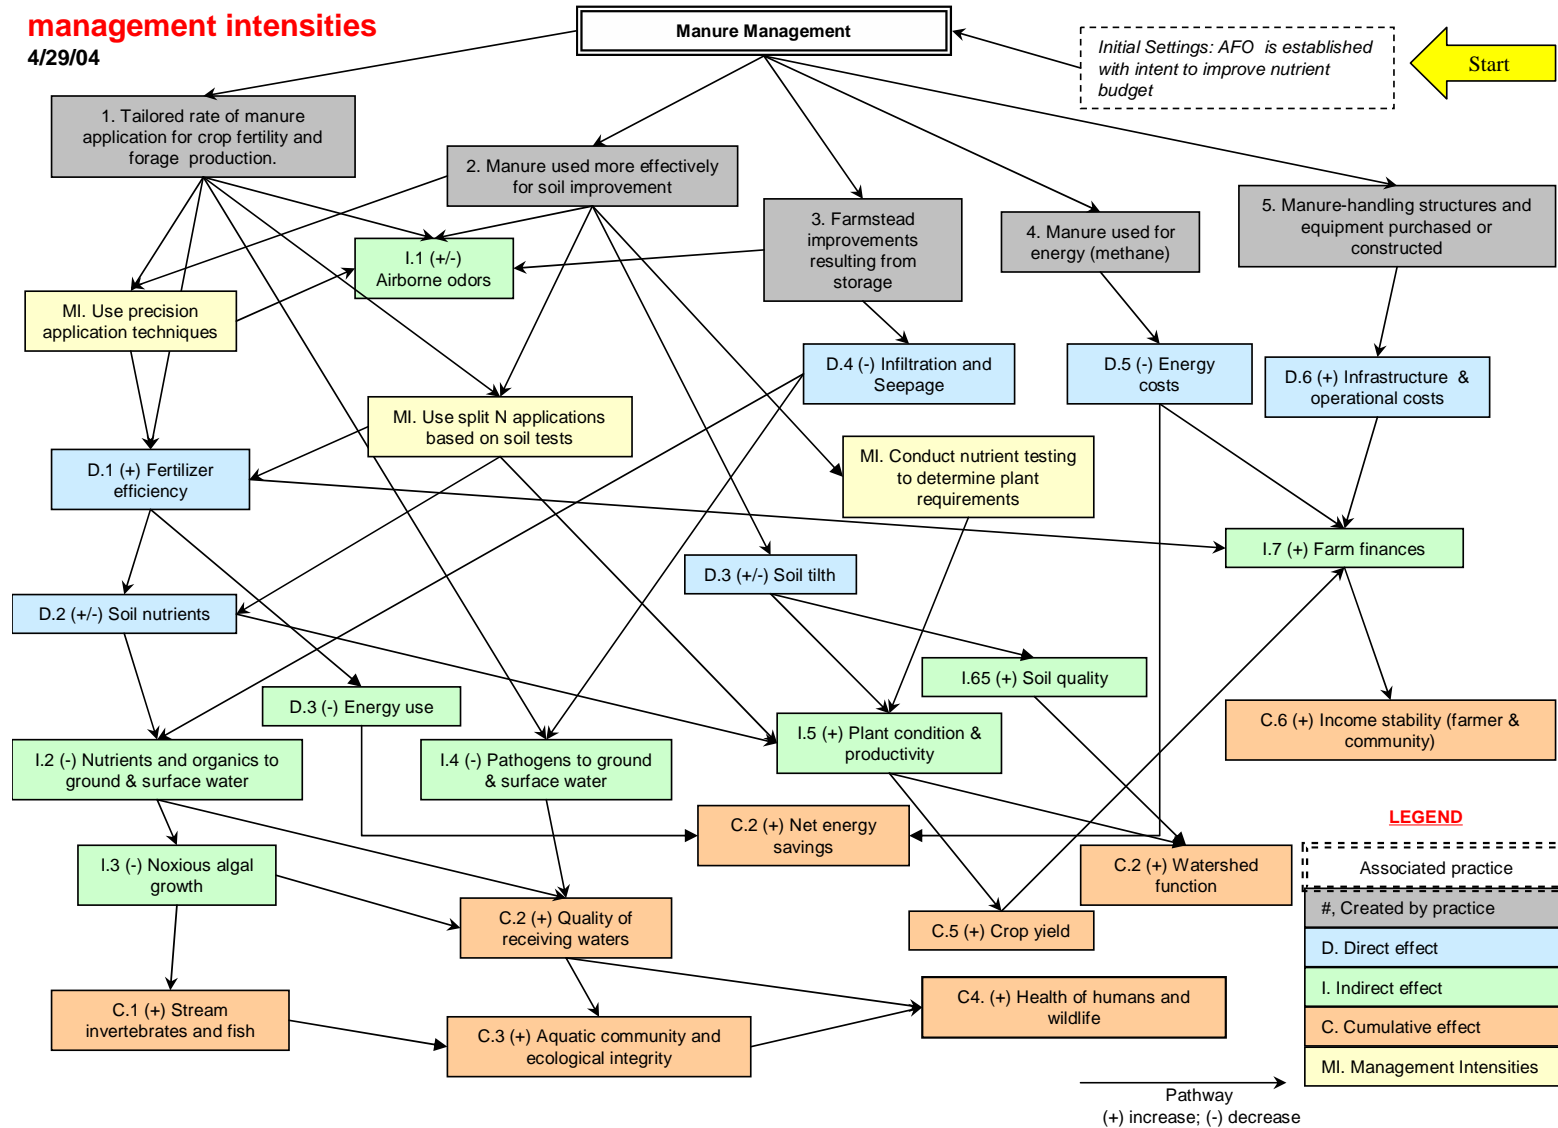 management intensities
4/29/04
Manure Management
Initial Settings: AFO is established
with intent to improve nutrient
budget
Start
1. Tailored rate of manure
application for crop fertility and
forage production.
2. Manure used more effectively
for soil improvement
3. Farmstead
improvements
resulting from
storage
4. Manure used for
energy (methane)
5. Manure-handling structures and
equipment purchased or
constructed
I.1 (+/-)
Airborne odors
MI. Use precision
application techniques
D.4 (-) Infiltration and
Seepage
D.5 (-) Energy
costs
D.6 (+) Infrastructure &
operational costs
MI. Use split N applications
based on soil tests
MI. Conduct nutrient testing
to determine plant
requirements
D.1 (+) Fertilizer
efficiency
I.7 (+) Farm finances
D.3 (+/-) Soil tilth
D.2 (+/-) Soil nutrients
I.65 (+) Soil quality
D.3 (-) Energy use
C.6 (+) Income stability (farmer &
community)
I.2 (-) Nutrients and organics to
ground & surface water
I.4 (-) Pathogens to ground
& surface water
I.5 (+) Plant condition &
productivity
C.2 (+) Net energy
savings
I.3 (-) Noxious algal
growth
C.2 (+) Watershed
function
C.2 (+) Quality of
receiving waters
C.5 (+) Crop yield
C.1 (+) Stream
invertebrates and fish
C.3 (+) Aquatic community and
ecological integrity
C4. (+) Health of humans and
wildlife
LEGEND
Associated practice
#, Created by practice
D. Direct effect
I. Indirect effect
C. Cumulative effect
MI. Management Intensities
Pathway
(+) increase; (-) decrease